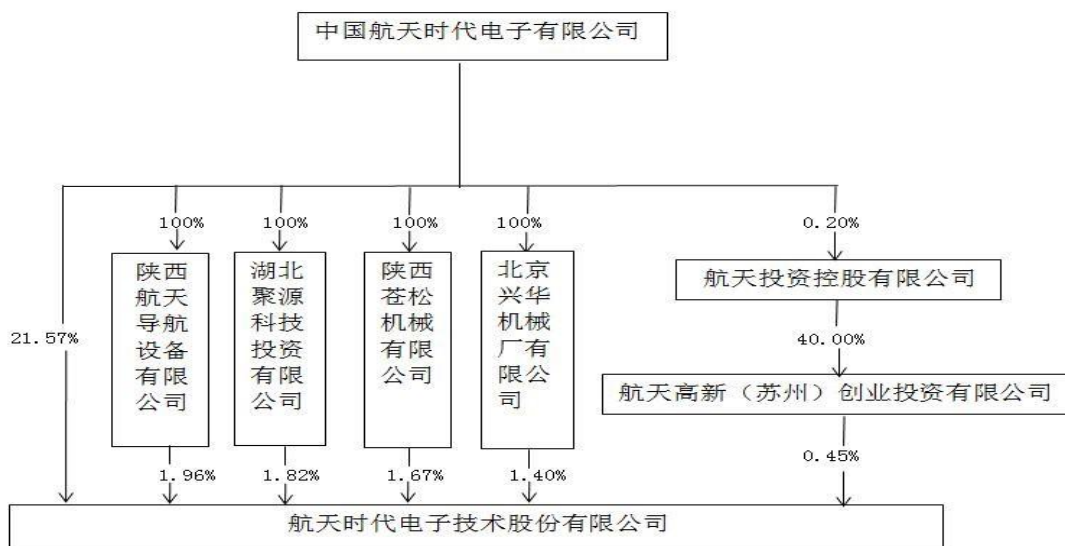 中国航天时代电子有限公司
100%
100%
100%
100%
0.20%
陕西
航天
导航
设备
有限
公司
湖北
聚源
科技
投资
有限
公司
陕西
苍松
机械
有限
公司
北京
兴华
机械
厂有
限公
司
航天投资控股有限公司
21.57%
40.00%
航天高新（苏州）创业投资有限公司
1.96%
1.82%
1.67%
1.40%
0.45%
航天时代电子技术股份有限公司